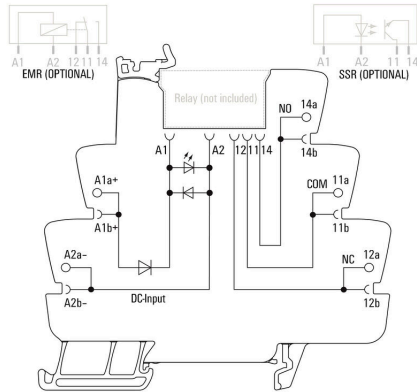 A1 A2 12 11 14
EMR (OPTIONAL)
A1 A2 11 14
SSR (OPTIONAL)
Relay (not included)
NO 14a
A1 A2 12 11 14
14b
A1a+
COM 11a
A1b+
11b
A2a–
NC 12a
DC-Input
A2b–
12b